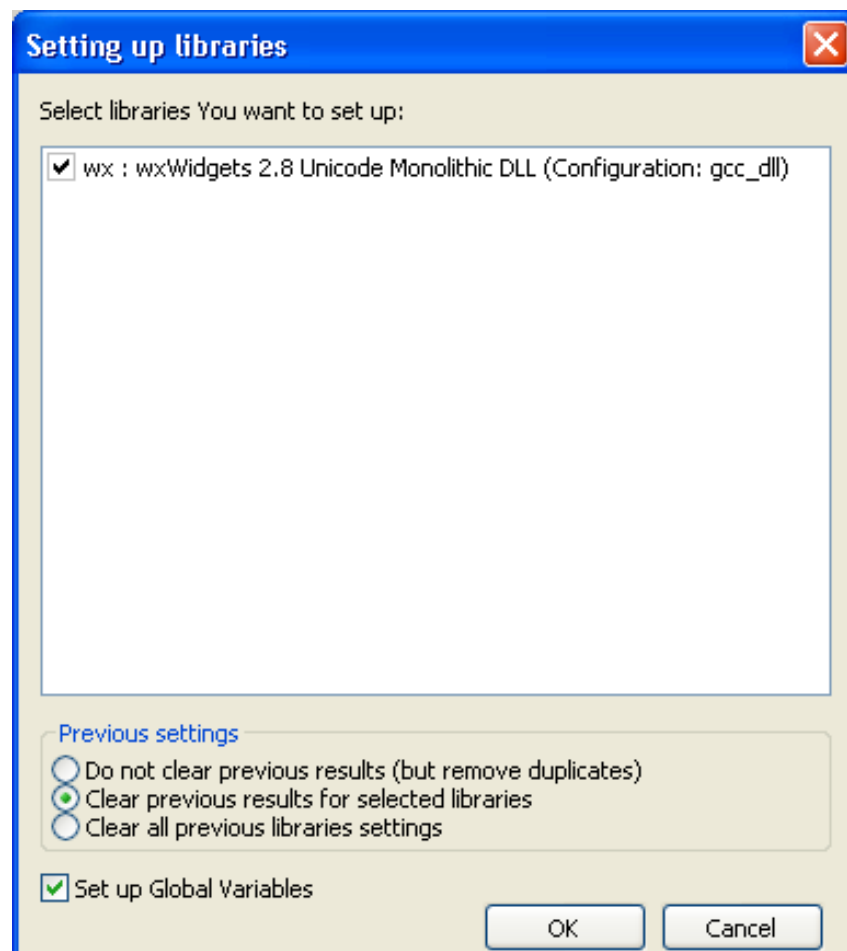 Setting up libraries
Select libraries You want to set up:
wx : wxWidgets 2.8 Unicode Monolithic DLL (Configuration: gcc_dll)
Previous settings
Do not clear previous results (but remove duplicates)
Clear previous results for selected libraries
Clear all previous libraries settings
Set up Global Variables
OK Cancel